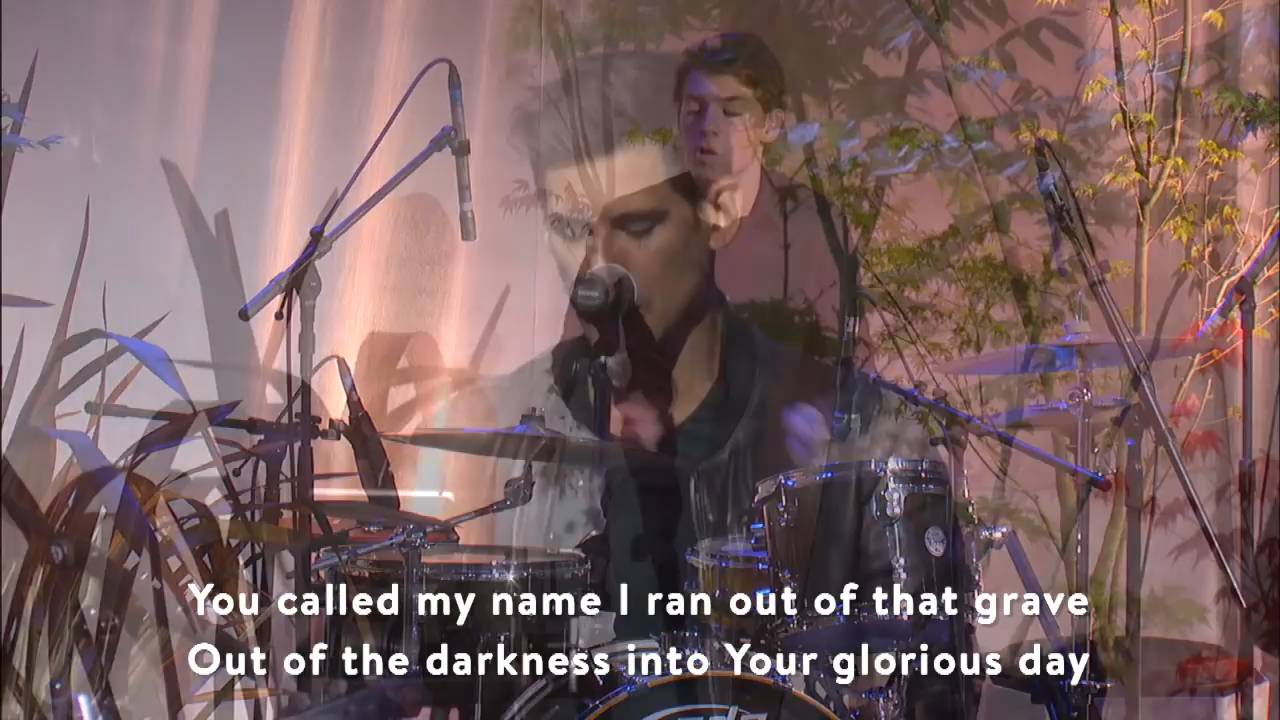 You called my name I ran out of that grave
Out of the darkness into Your glorious day